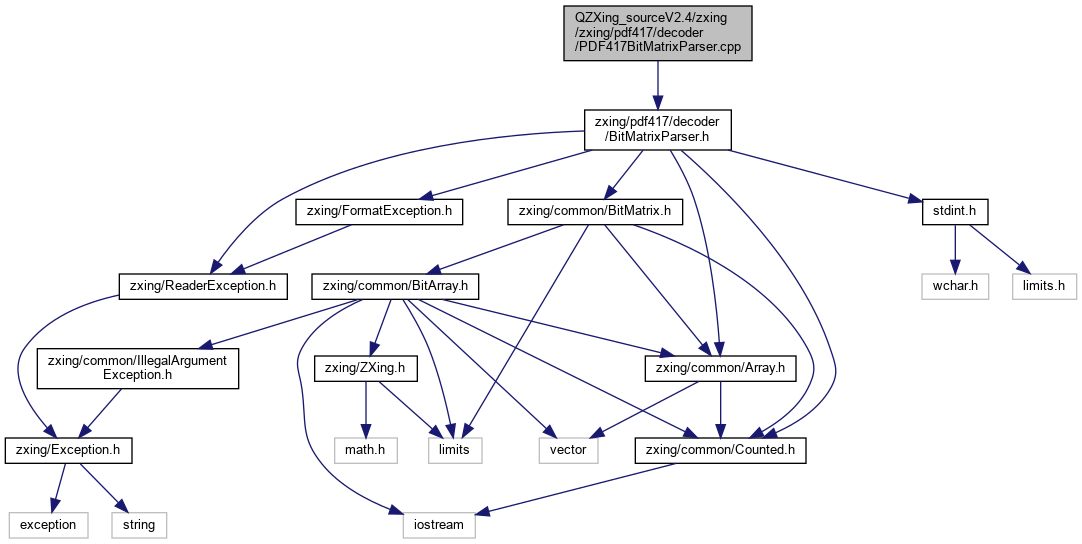 QZXing_sourceV2.4/zxing
/zxing/pdf417/decoder
/PDF417BitMatrixParser.cpp
zxing/pdf417/decoder
/BitMatrixParser.h
zxing/FormatException.h
zxing/common/BitMatrix.h
stdint.h
zxing/ReaderException.h
zxing/common/BitArray.h
wchar.h
limits.h
zxing/common/IllegalArgument
Exception.h
zxing/ZXing.h
zxing/common/Array.h
zxing/Exception.h
math.h
limits
vector
zxing/common/Counted.h
exception
string
iostream